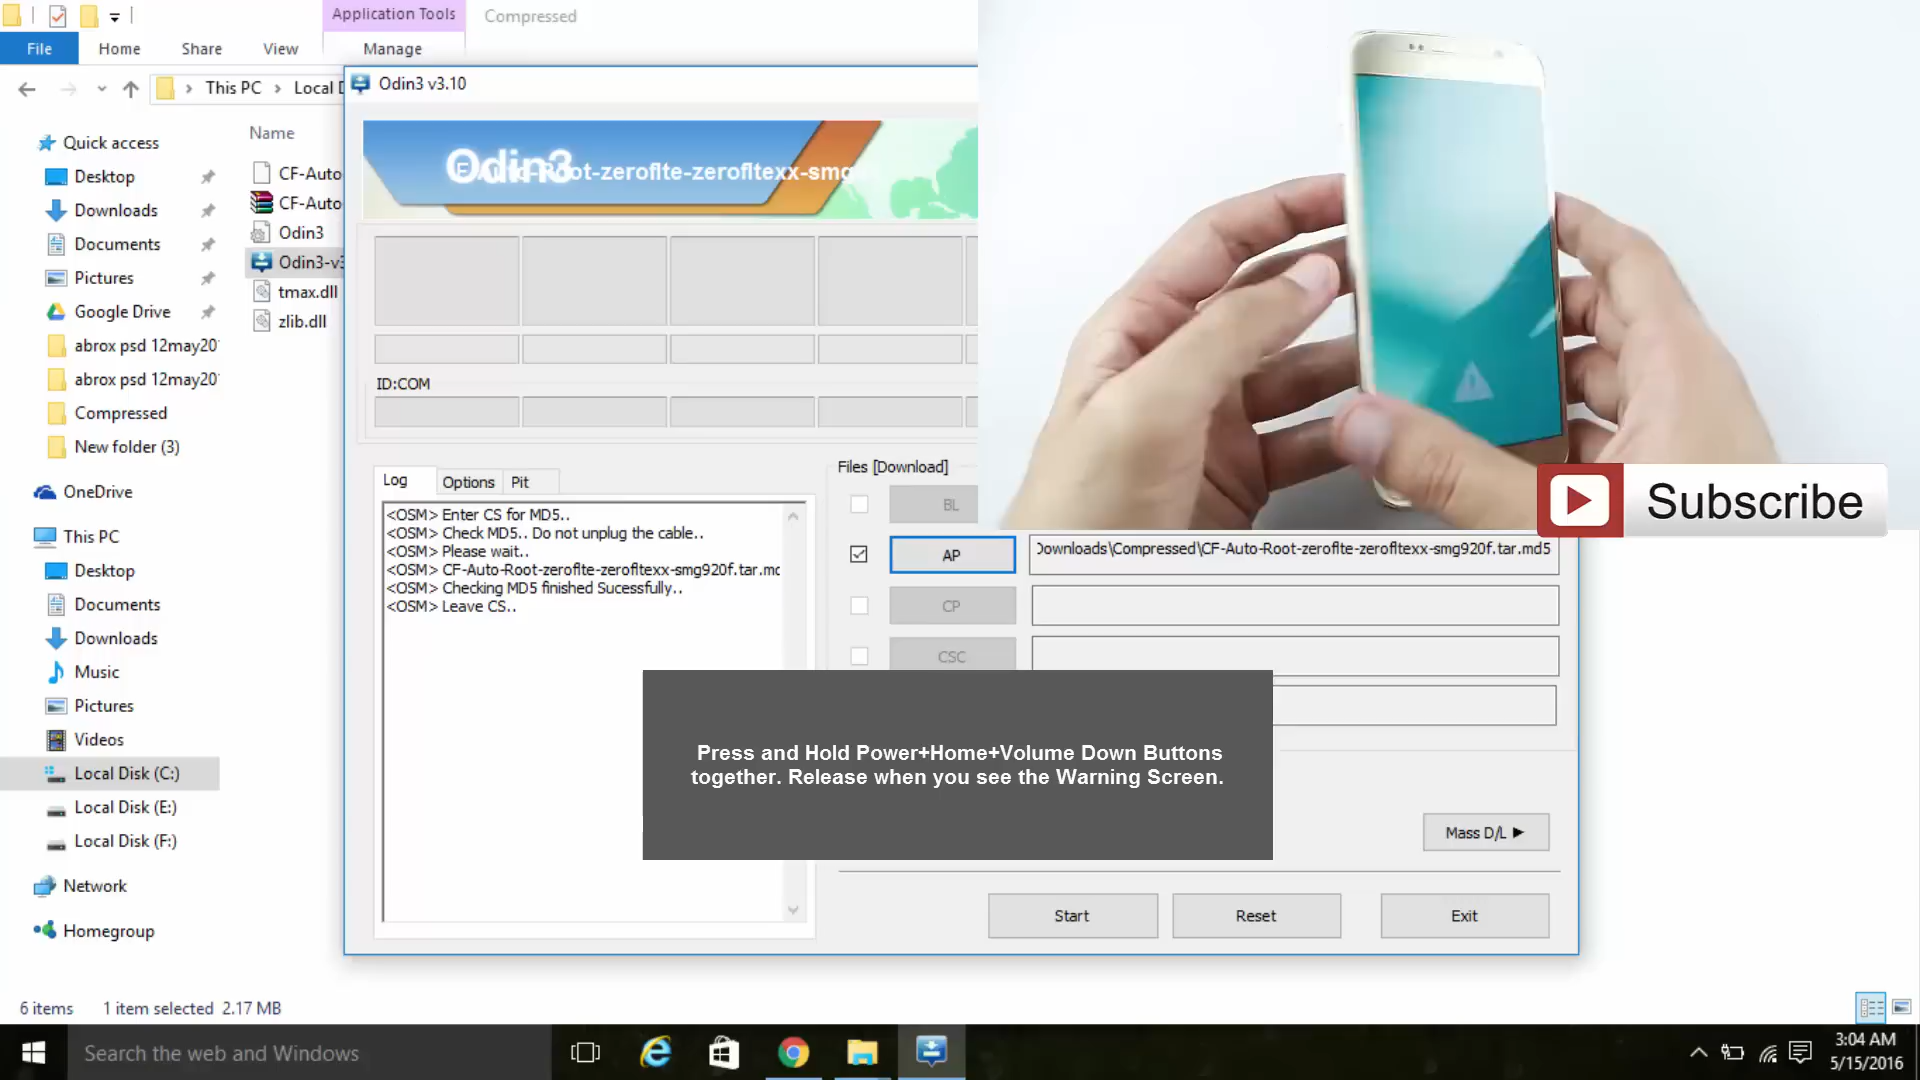 Application Tools
Compressed
File
Home
Share
View
Manage
This PC
Local D
Odin3 v3.10
Quick access
Desktop
Downloads
Documents
Pictures
Google Drive
abrox psd 12may20
abrox psd 12may20
Compressed
New folder (3)
OneDrive
This PC
Desktop
Documents
Downloads
Music
Pictures
Videos
Local Disk (C:)
Local Disk (E:)
Local Disk (F:)
Network
Homegroup
Name
CF-Auto
CF-Auto
Odin3
Odin3-v3
tmax.dll
zlib.dll
Odin3
-Auto-Root-zeroflte-zerofltexx-smg
ID:COM
Log
Options
Pit
<OSM> Enter CS for MD5..
<OSM> Check MD5.. Do not unplug the cable..
<OSM> Please wait..
<OSM> CF-Auto-Root-zeroflte-zerofltexx-smg920f.tar.md
<OSM> Checking MD5 finished Sucessfully..
<OSM> Leave CS..
Files [Download]
BL
AP
Downloads\Compressed\CF-Auto-Root-zeroflte-zerofltexx-smg920f.tar.md5
CP
CSC
Subscribe
Press and Hold Power+Home+Volume Down Buttons
together. Release when you see the Warning Screen.
Mass D/L
Start
Reset
Exit
6 items
1 item selected 2.17 MB
Search the web and Windows
3:04 AM
5/15/2016